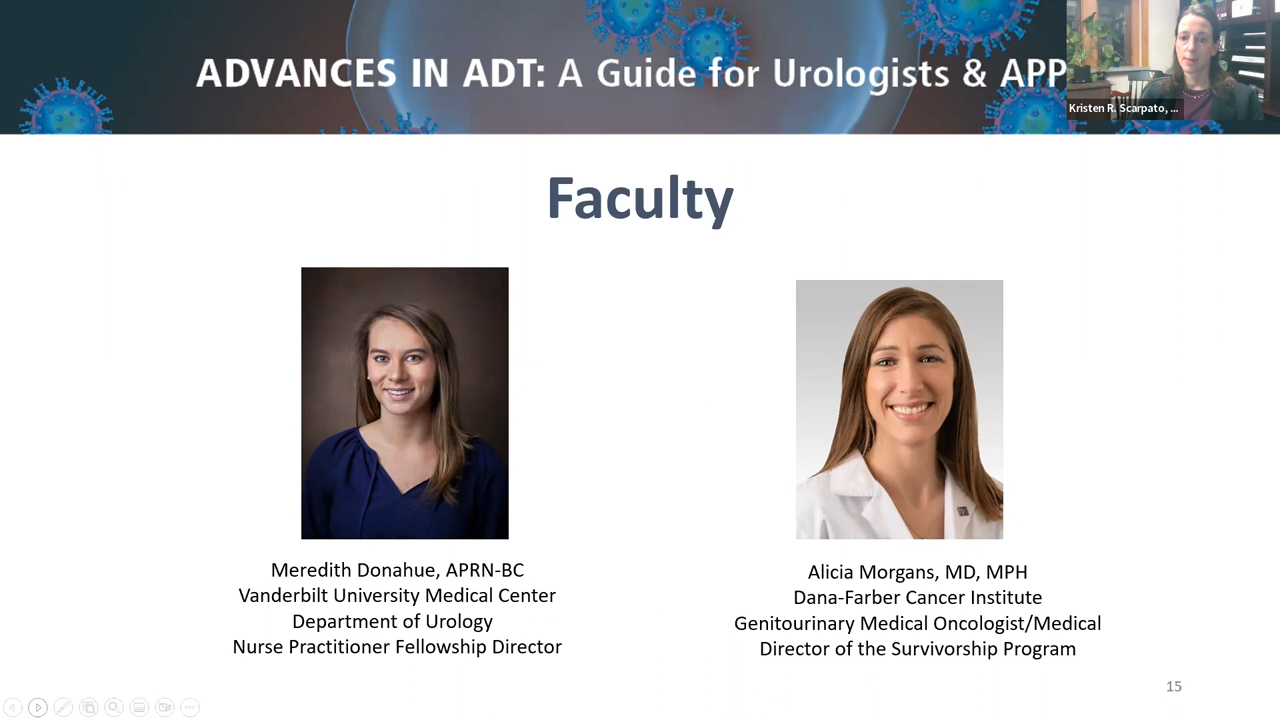 ADVANCES IN ADT: A Guide for Urologists & APP
Kristen R. Scarpato, ...
Faculty
Meredith Donahue, APRN-BC
Vanderbilt University Medical Center
Department of Urology
Nurse Practitioner Fellowship Director
Alicia Morgans, MD, MPH
Dana-Farber Cancer Institute
Genitourinary Medical Oncologist/Medical
Director of the Survivorship Program
15